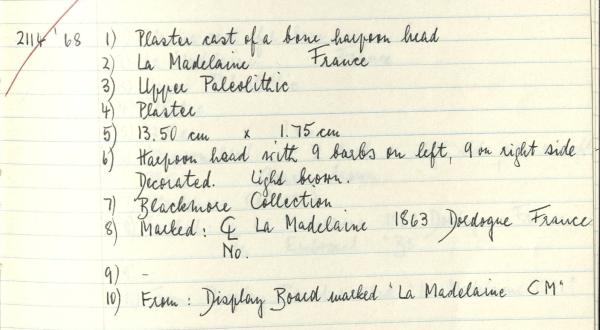 2114 '68 1) Plaster cast of a bone harpoon head
2) La Madelaine France
3) Upper Paleolithic
4) Plaster
5) 13.50 cm x 1.75 cm
6) Harpoon head with 9 barbs on left, 9 on right side
Decorated. Light brown.
7) Blackmore Collection
8) Marked: CL La Madelaine 1863 Dordogne France
No.
9) -
10) From: Display Board marked "La Madelaine CM"